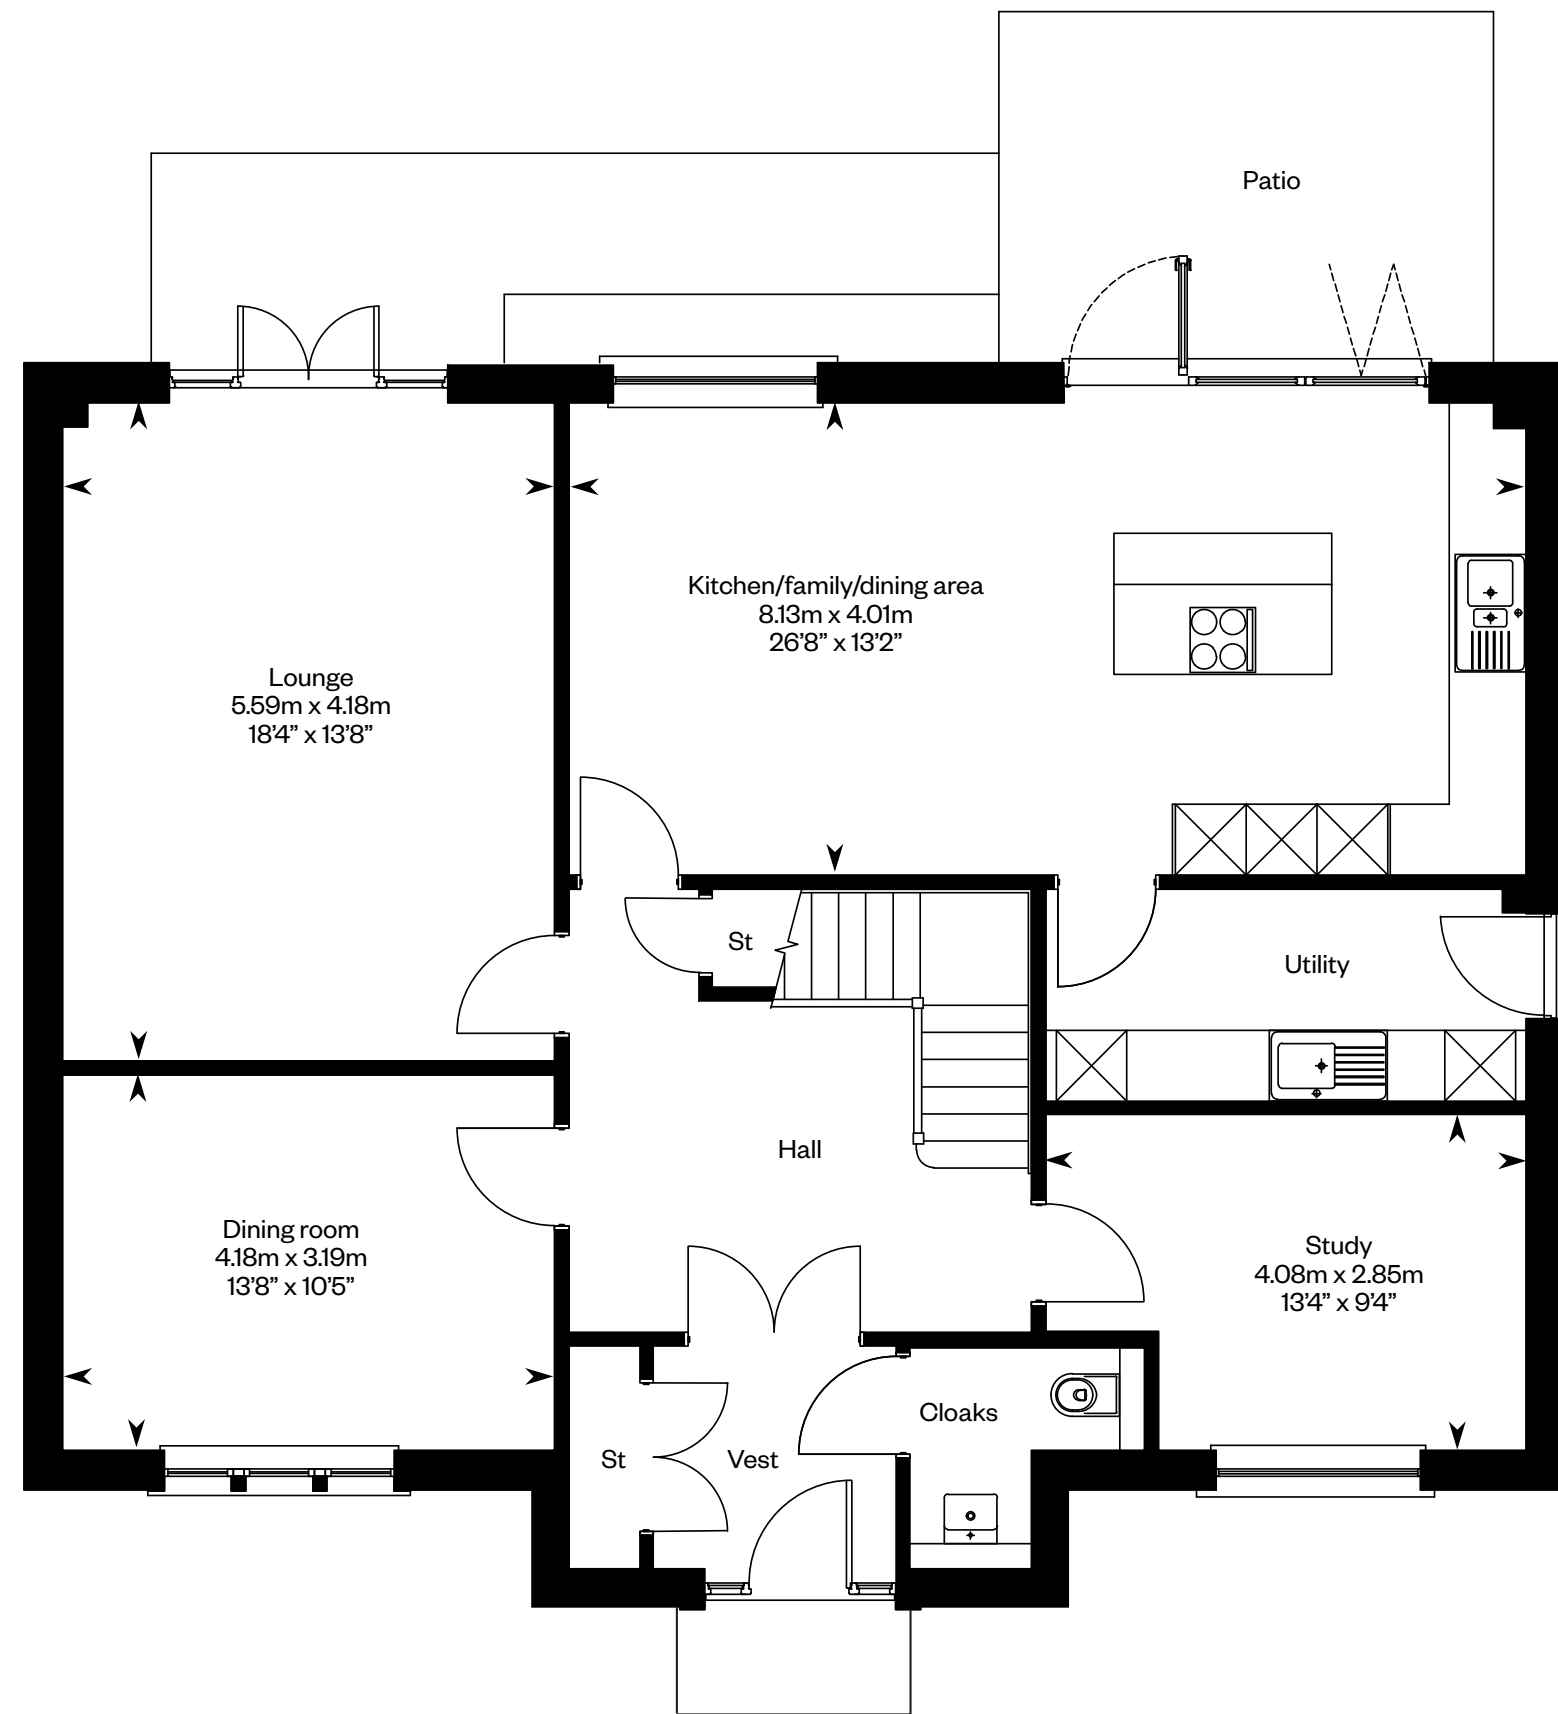 Patio
Kitchen/family/dining area
8.13m x 4.01m
26’8” x 13’2”
Lounge
5.59m x 4.18m
18’4” x 13’8”
St
Utility
Hall
Dining room
4.18m x 3.19m
13’8” x 10’5”
Study
4.08m x 2.85m
13’4” x 9’4”
Cloaks
St
Vest